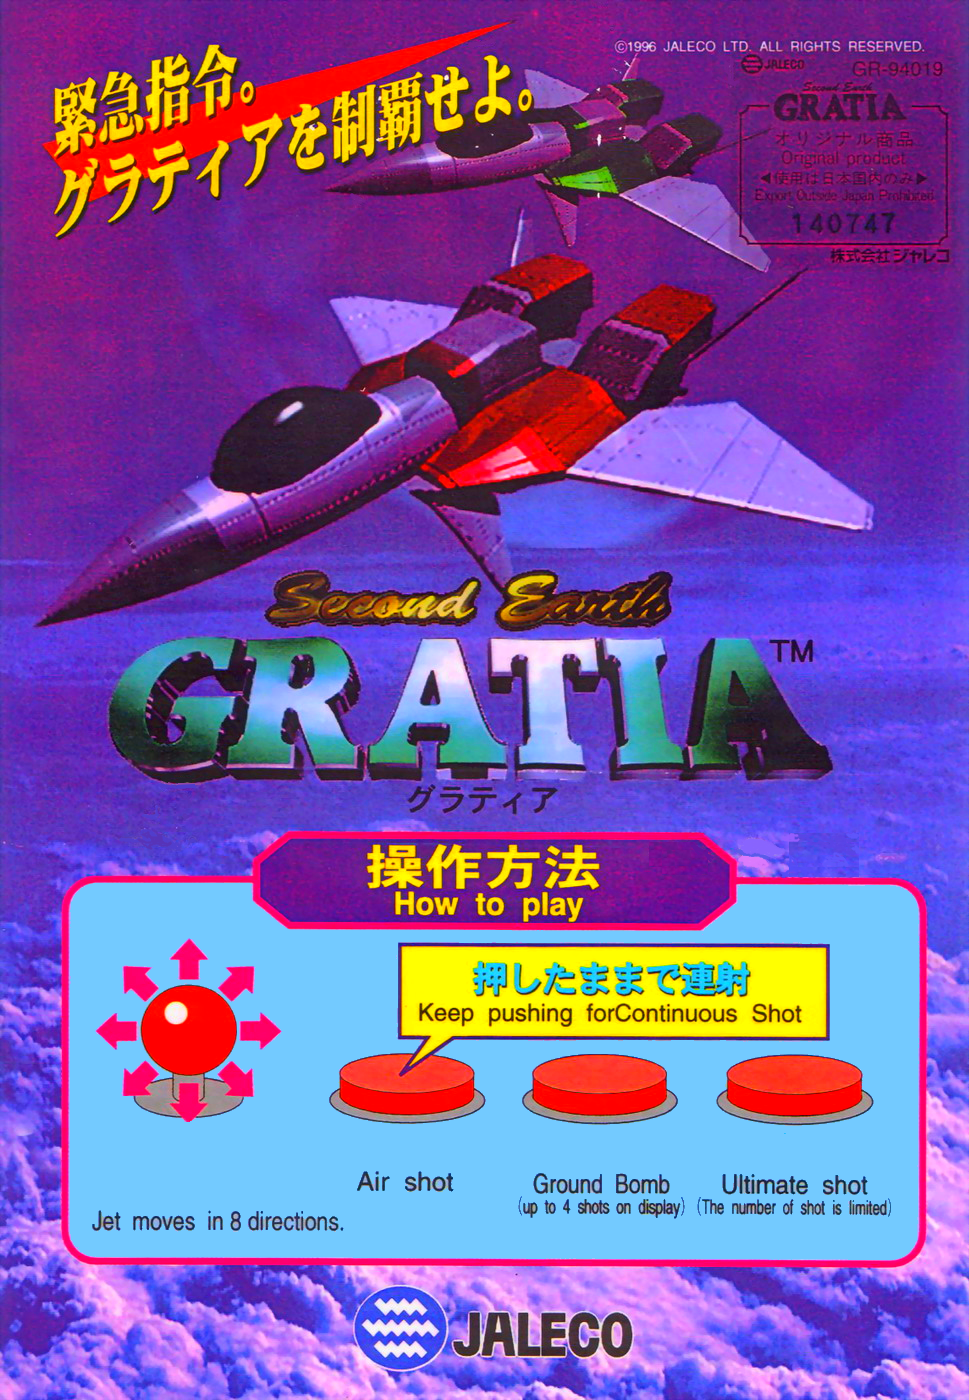 緊急指令。
グラティアを制覇せよ。
©1996 JALECO LTD. ALL RIGHTS RESERVED.
JALECO
GR-94019
Second Earth
GRATIA
オリジナル商品
Original product
◀使用は日本国内のみ▶
Export Outside Japan Prohibited
140747
株式会社ジャレコ
Second Earth
GRATIA™
グラティア
操作方法
How to play
押したままで連射
Keep pushing forContinuous Shot
Air shot
Ground Bomb
(up to 4 shots on display)
Ultimate shot
(The number of shot is limited)
Jet moves in 8 directions.
JALECO